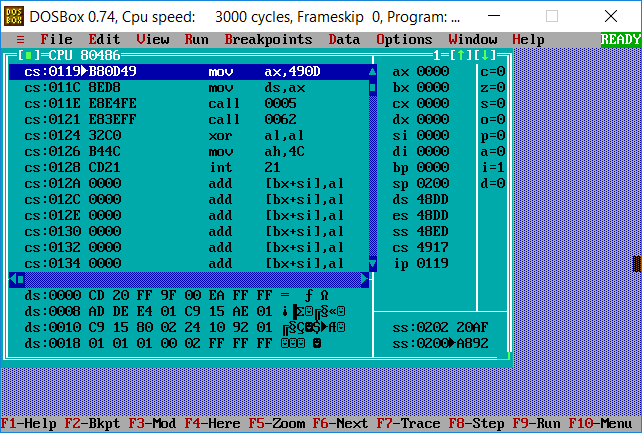 DOSBox 0.74, Cpu speed: 3000 cycles, Frameskip 0, Program: ...
≡ File Edit View Run Breakpoints Data Options Window Help READY
[■]-CPU 80486 1=[↑][↓]
cs:0119►B80D49 mov ax,490D ax 0000 c=0
cs:011C 8ED8 mov ds,ax bx 0000 z=0
cs:011E E8E4FE call 0005 cx 0000 s=0
cs:0121 E83EFF call 0062 dx 0000 o=0
cs:0124 32C0 xor al,al si 0000 p=0
cs:0126 B44C mov ah,4C di 0000 a=0
cs:0128 CD21 int 21 bp 0000 i=1
cs:012A 0000 add [bx+si],al sp 0200 d=0
cs:012C 0000 add [bx+si],al ds 48DD
cs:012E 0000 add [bx+si],al es 48DD
cs:0130 0000 add [bx+si],al ss 48ED
cs:0132 0000 add [bx+si],al cs 4917
cs:0134 0000 add [bx+si],al ip 0119
ds:0000 CD 20 FF 9F 00 EA FF FF = ƒ Ω
ds:0008 AD DE E4 01 C9 15 AE 01 ¡▐Σ☺╔§«☺
ds:0010 C9 15 80 02 24 10 92 01 ╔§Ç☻$►Æ☺ ss:0202 20AF
ds:0018 01 01 01 00 02 FF FF FF ☺☺☺ ☻ ss:0200►A892
F1-Help F2-Bkpt F3-Mod F4-Here F5-Zoom F6-Next F7-Trace F8-Step F9-Run F10-Menu